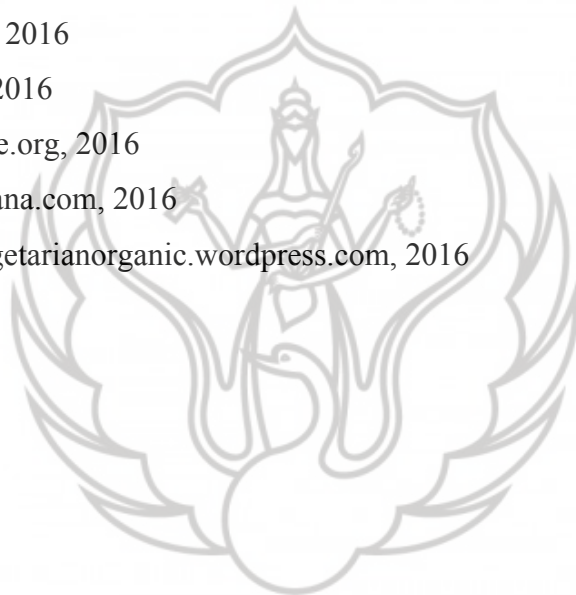 2016
2016
e.org, 2016
ana.com, 2016
getarianorganic.wordpress.com, 2016